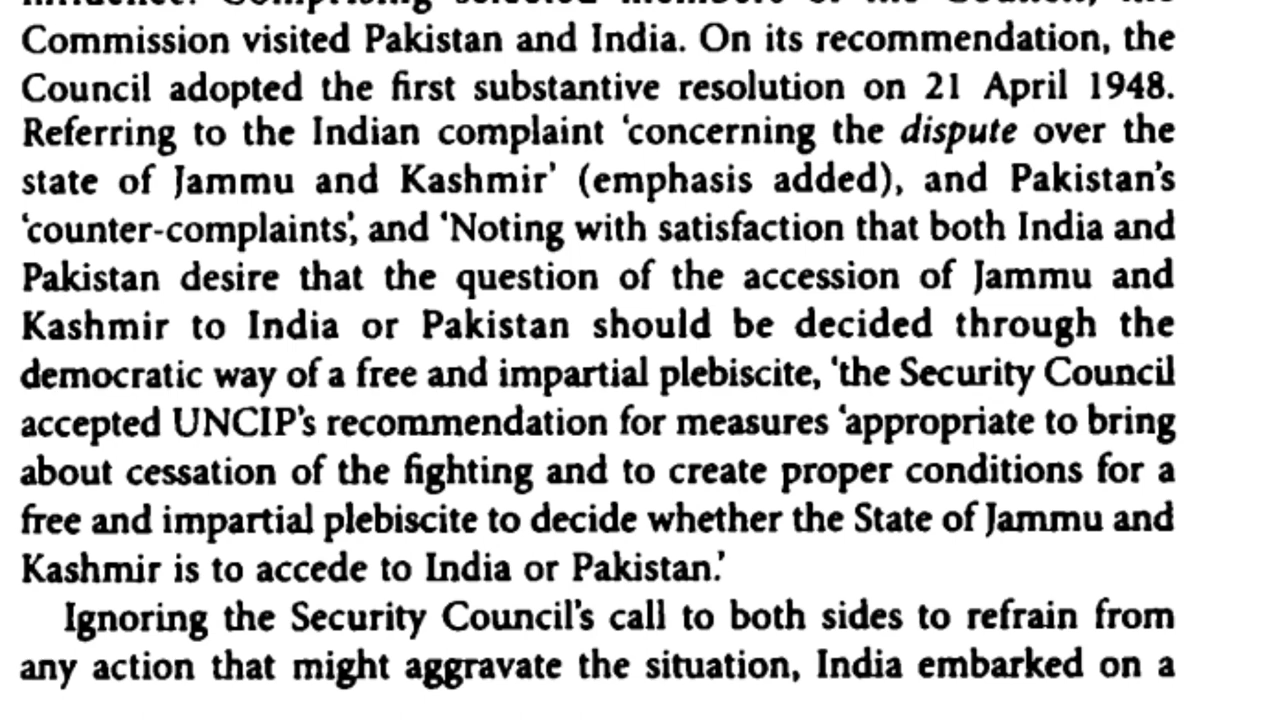 Commission visited Pakistan and India. On its recommendation, the
Council adopted the first substantive resolution on 21 April 1948.
Referring to the Indian complaint ‘concerning the dispute over the
state of Jammu and Kashmir’ (emphasis added), and Pakistan’s
‘counter-complaints’, and ‘Noting with satisfaction that both India and
Pakistan desire that the question of the accession of Jammu and
Kashmir to India or Pakistan should be decided through the
democratic way of a free and impartial plebiscite, ‘the Security Council
accepted UNCIP’s recommendation for measures ‘appropriate to bring
about cessation of the fighting and to create proper conditions for a
free and impartial plebiscite to decide whether the State of Jammu and
Kashmir is to accede to India or Pakistan.’
Ignoring the Security Council’s call to both sides to refrain from
any action that might aggravate the situation, India embarked on a